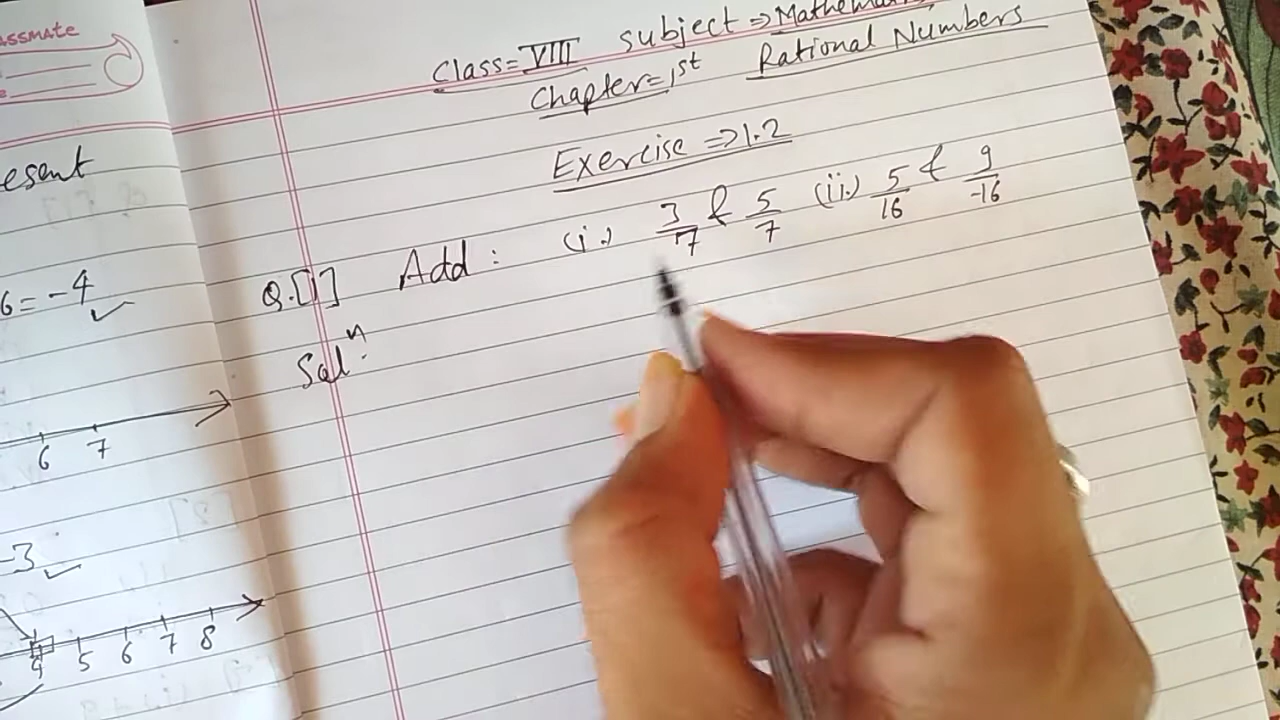 assmate
Class=VIII subject⇒Mathema
Chapter=1st Rational Numbers
Exercise⇒1.2
esent
Q.[1] Add: (i.) 3/7 & 5/7 (ii.) 5/16 & 9/-16
6=-4
Solⁿ:
6 7
-3
4 5 6 7 8